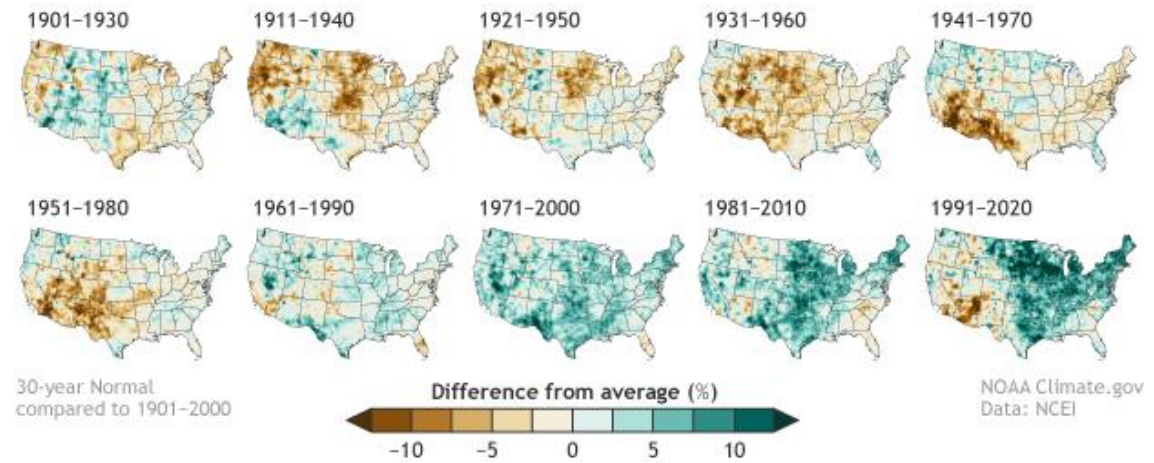 1901–1930 1911–1940 1921–1950 1931–1960 1941–1970
1951–1980 1961–1990 1971–2000 1981–2010 1991–2020
30-year Normal
compared to 1901–2000
Difference from average (%)
−10 −5 0 5 10
NOAA Climate.gov
Data: NCEI